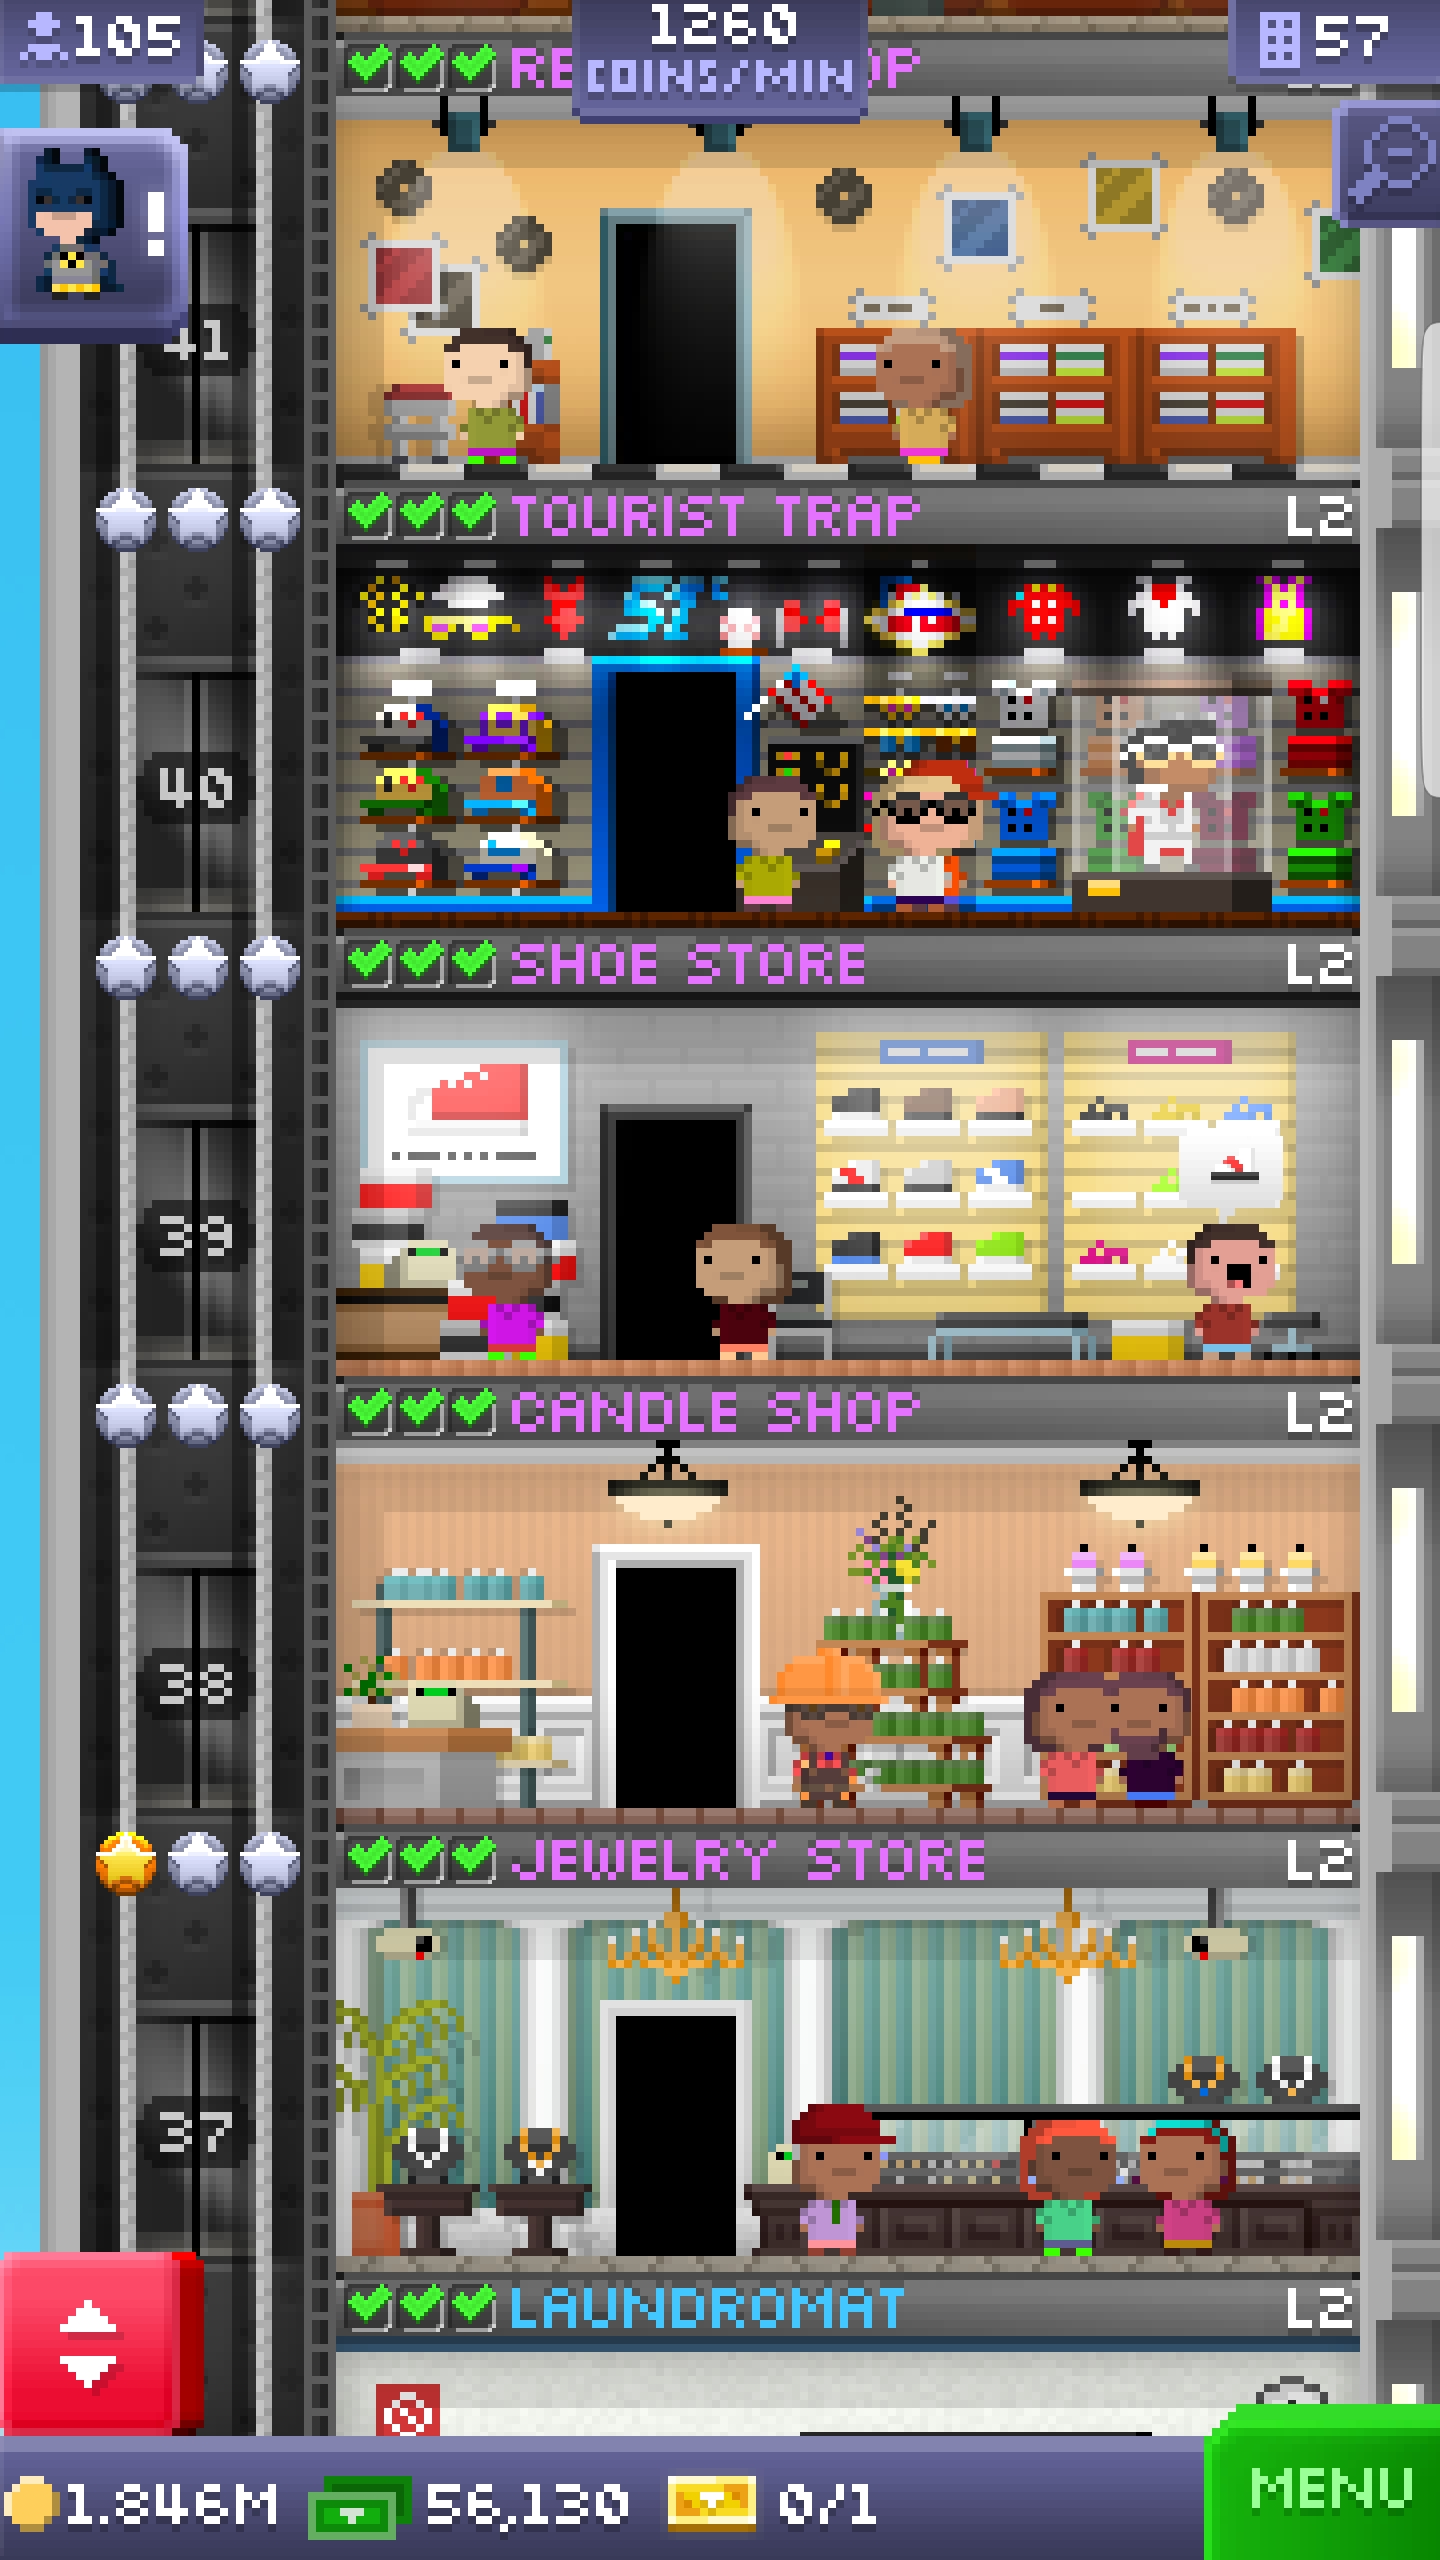 105
1260
COINS/MIN
57
RE OP
!
41
TOURIST TRAP L2
40
SHOE STORE L2
39
CANDLE SHOP L2
38
JEWELRY STORE L2
37
LAUNDROMAT L2
1.846M 56,130 0/1
MENU